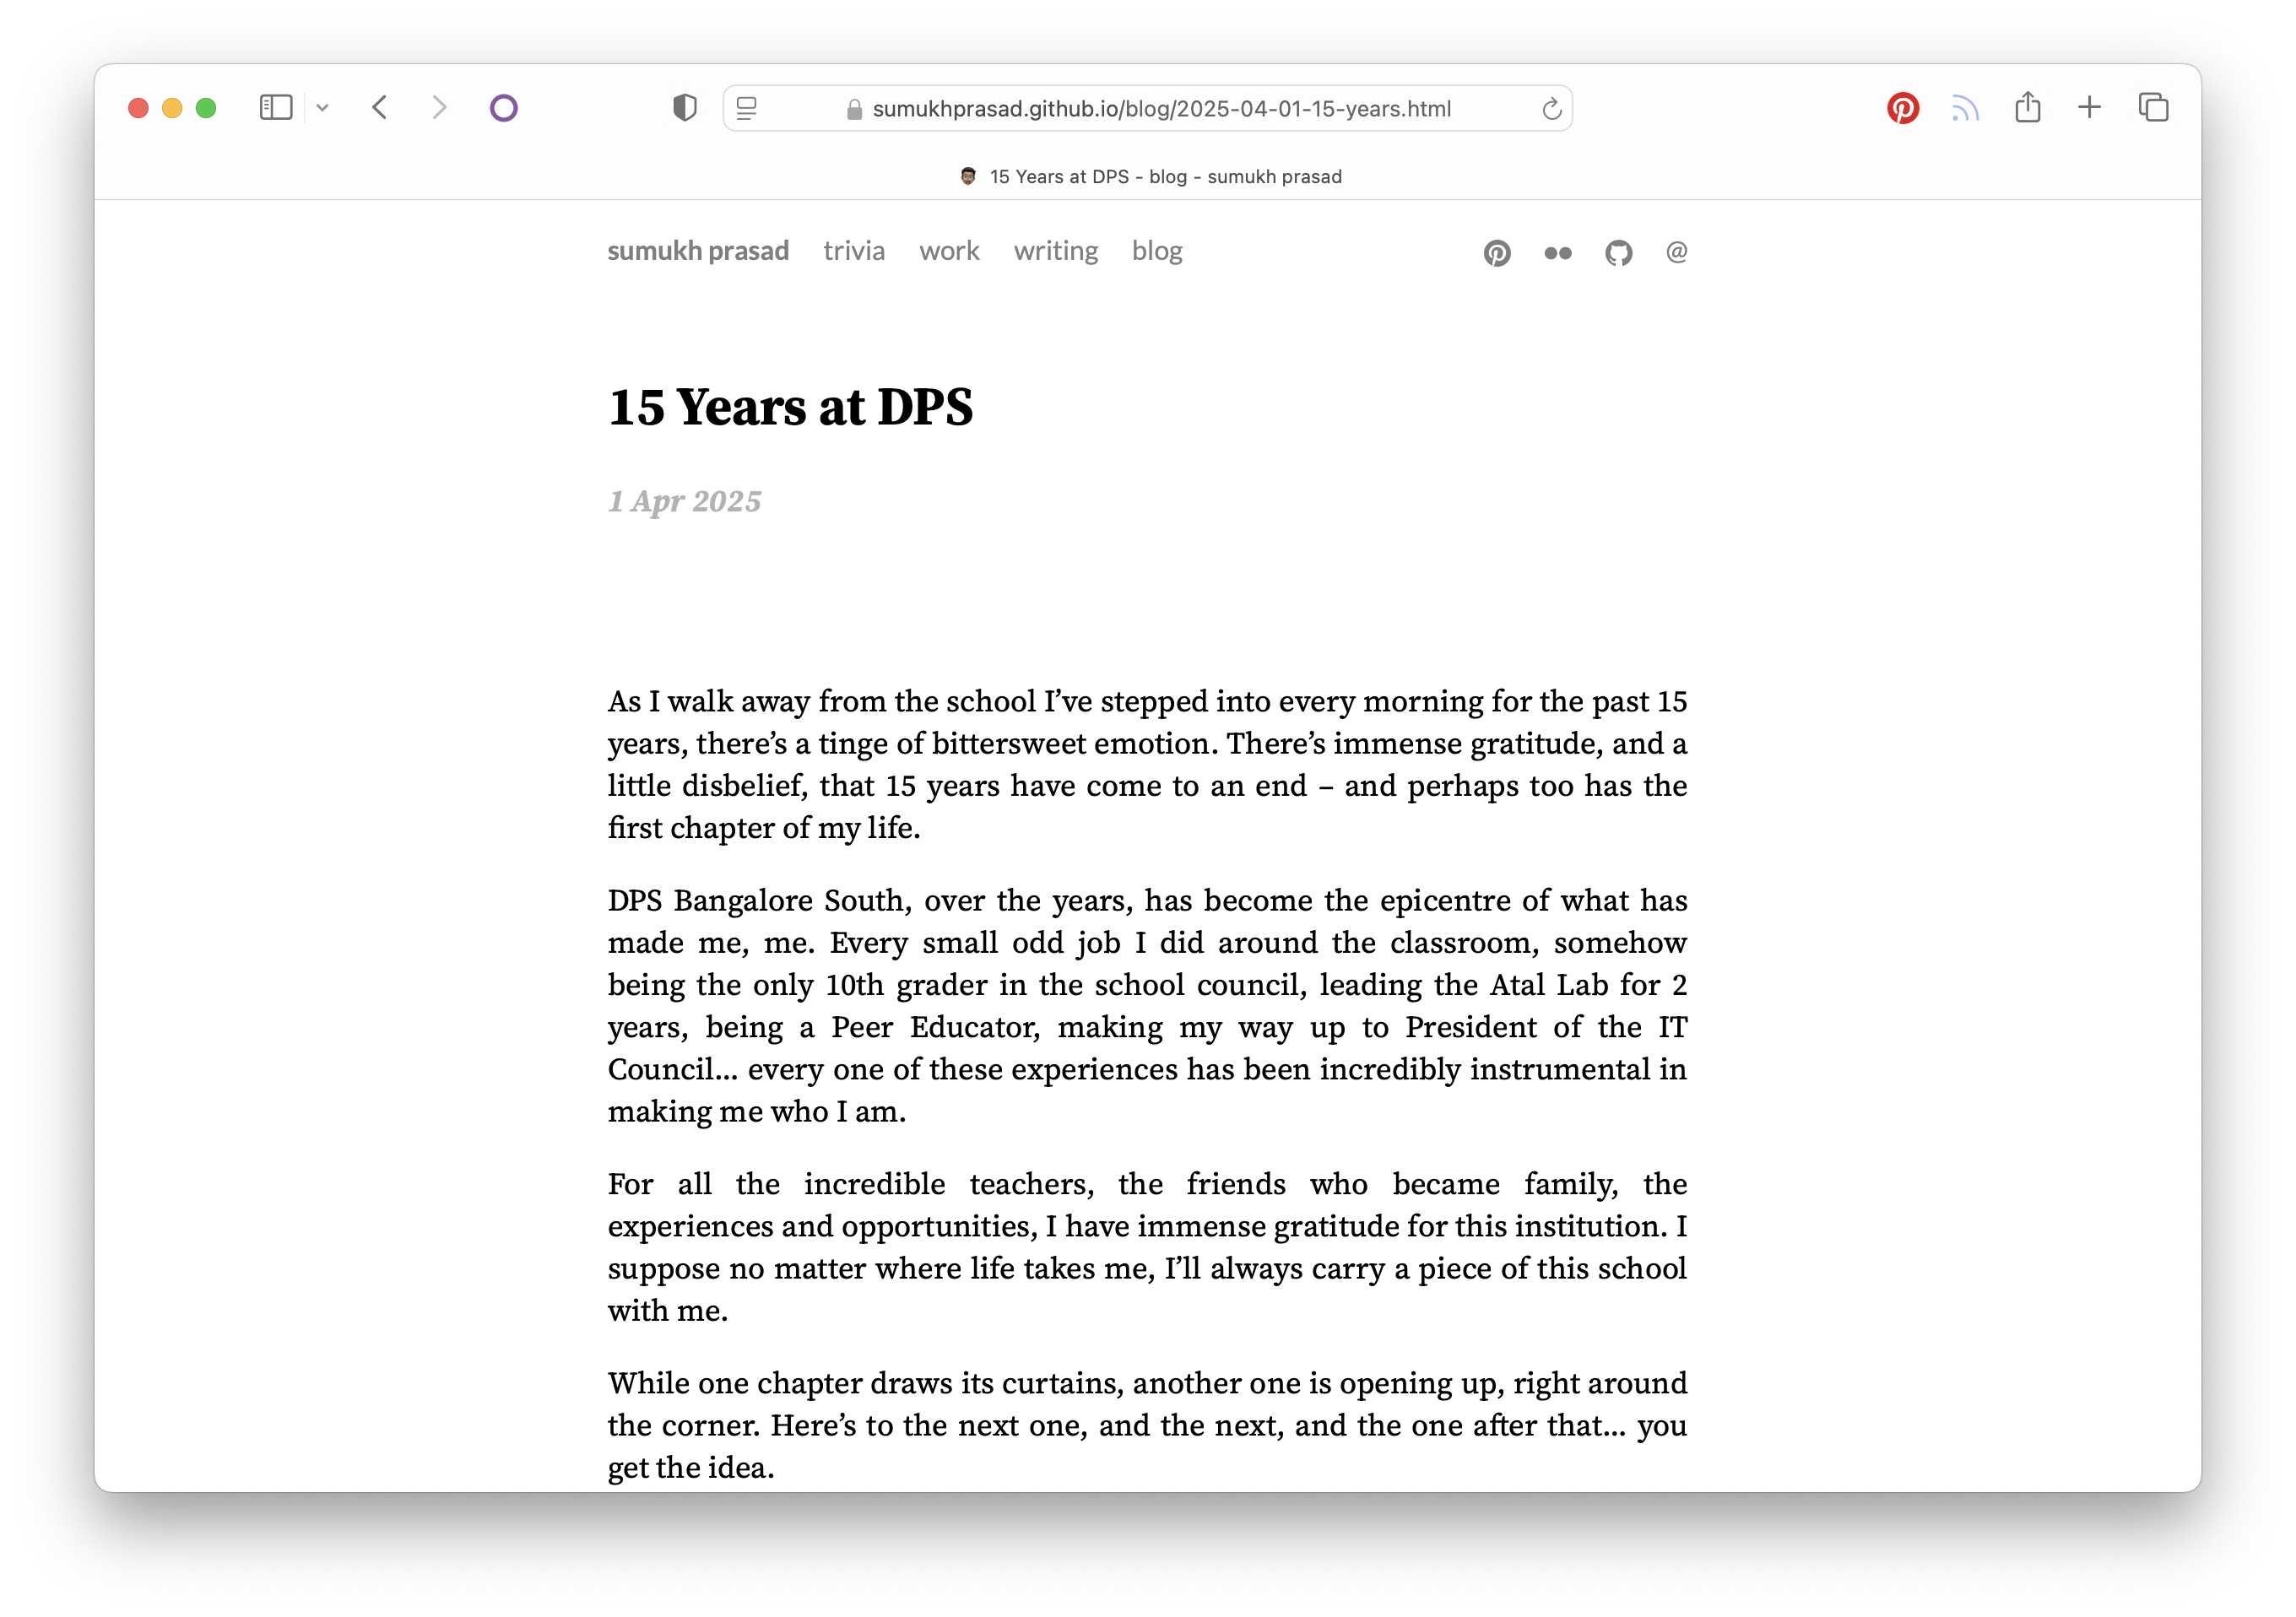 sumukhprasad.github.io/blog/2025-04-01-15-years.html
15 Years at DPS - blog - sumukh prasad
sumukh prasad trivia work writing blog @
15 Years at DPS
1 Apr 2025
As I walk away from the school I’ve stepped into every morning for the past 15
years, there’s a tinge of bittersweet emotion. There’s immense gratitude, and a
little disbelief, that 15 years have come to an end – and perhaps too has the
first chapter of my life.
DPS Bangalore South, over the years, has become the epicentre of what has
made me, me. Every small odd job I did around the classroom, somehow
being the only 10th grader in the school council, leading the Atal Lab for 2
years, being a Peer Educator, making my way up to President of the IT
Council... every one of these experiences has been incredibly instrumental in
making me who I am.
For all the incredible teachers, the friends who became family, the
experiences and opportunities, I have immense gratitude for this institution. I
suppose no matter where life takes me, I’ll always carry a piece of this school
with me.
While one chapter draws its curtains, another one is opening up, right around
the corner. Here’s to the next one, and the next, and the one after that... you
get the idea.